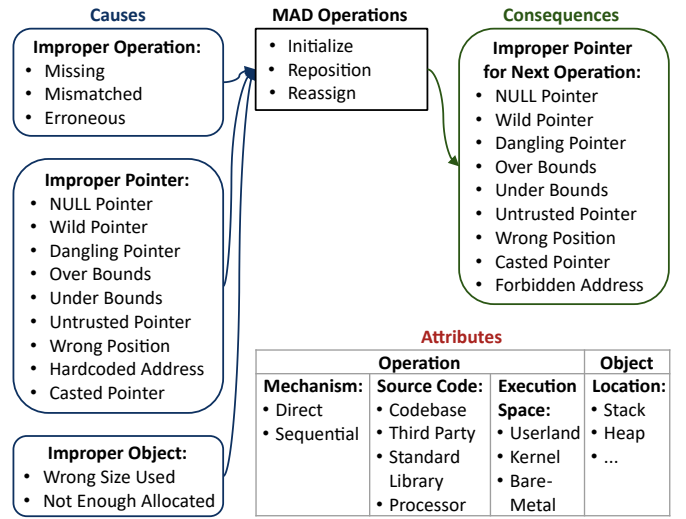 Causes
Improper Operation:
• Missing
• Mismatched
• Erroneous
Improper Pointer:
• NULL Pointer
• Wild Pointer
• Dangling Pointer
• Over Bounds
• Under Bounds
• Untrusted Pointer
• Wrong Position
• Hardcoded Address
• Casted Pointer
Improper Object:
• Wrong Size Used
• Not Enough Allocated
MAD Operations
• Initialize
• Reposition
• Reassign
Consequences
Improper Pointer
for Next Operation:
• NULL Pointer
• Wild Pointer
• Dangling Pointer
• Over Bounds
• Under Bounds
• Untrusted Pointer
• Wrong Position
• Casted Pointer
• Forbidden Address
Attributes
Operation
Mechanism:
• Direct
• Sequential
Source Code:
• Codebase
• Third Party
• Standard
Library
• Processor
Execution
Space:
• Userland
• Kernel
• Bare-
Metal
Object
Location:
• Stack
• Heap
• ...